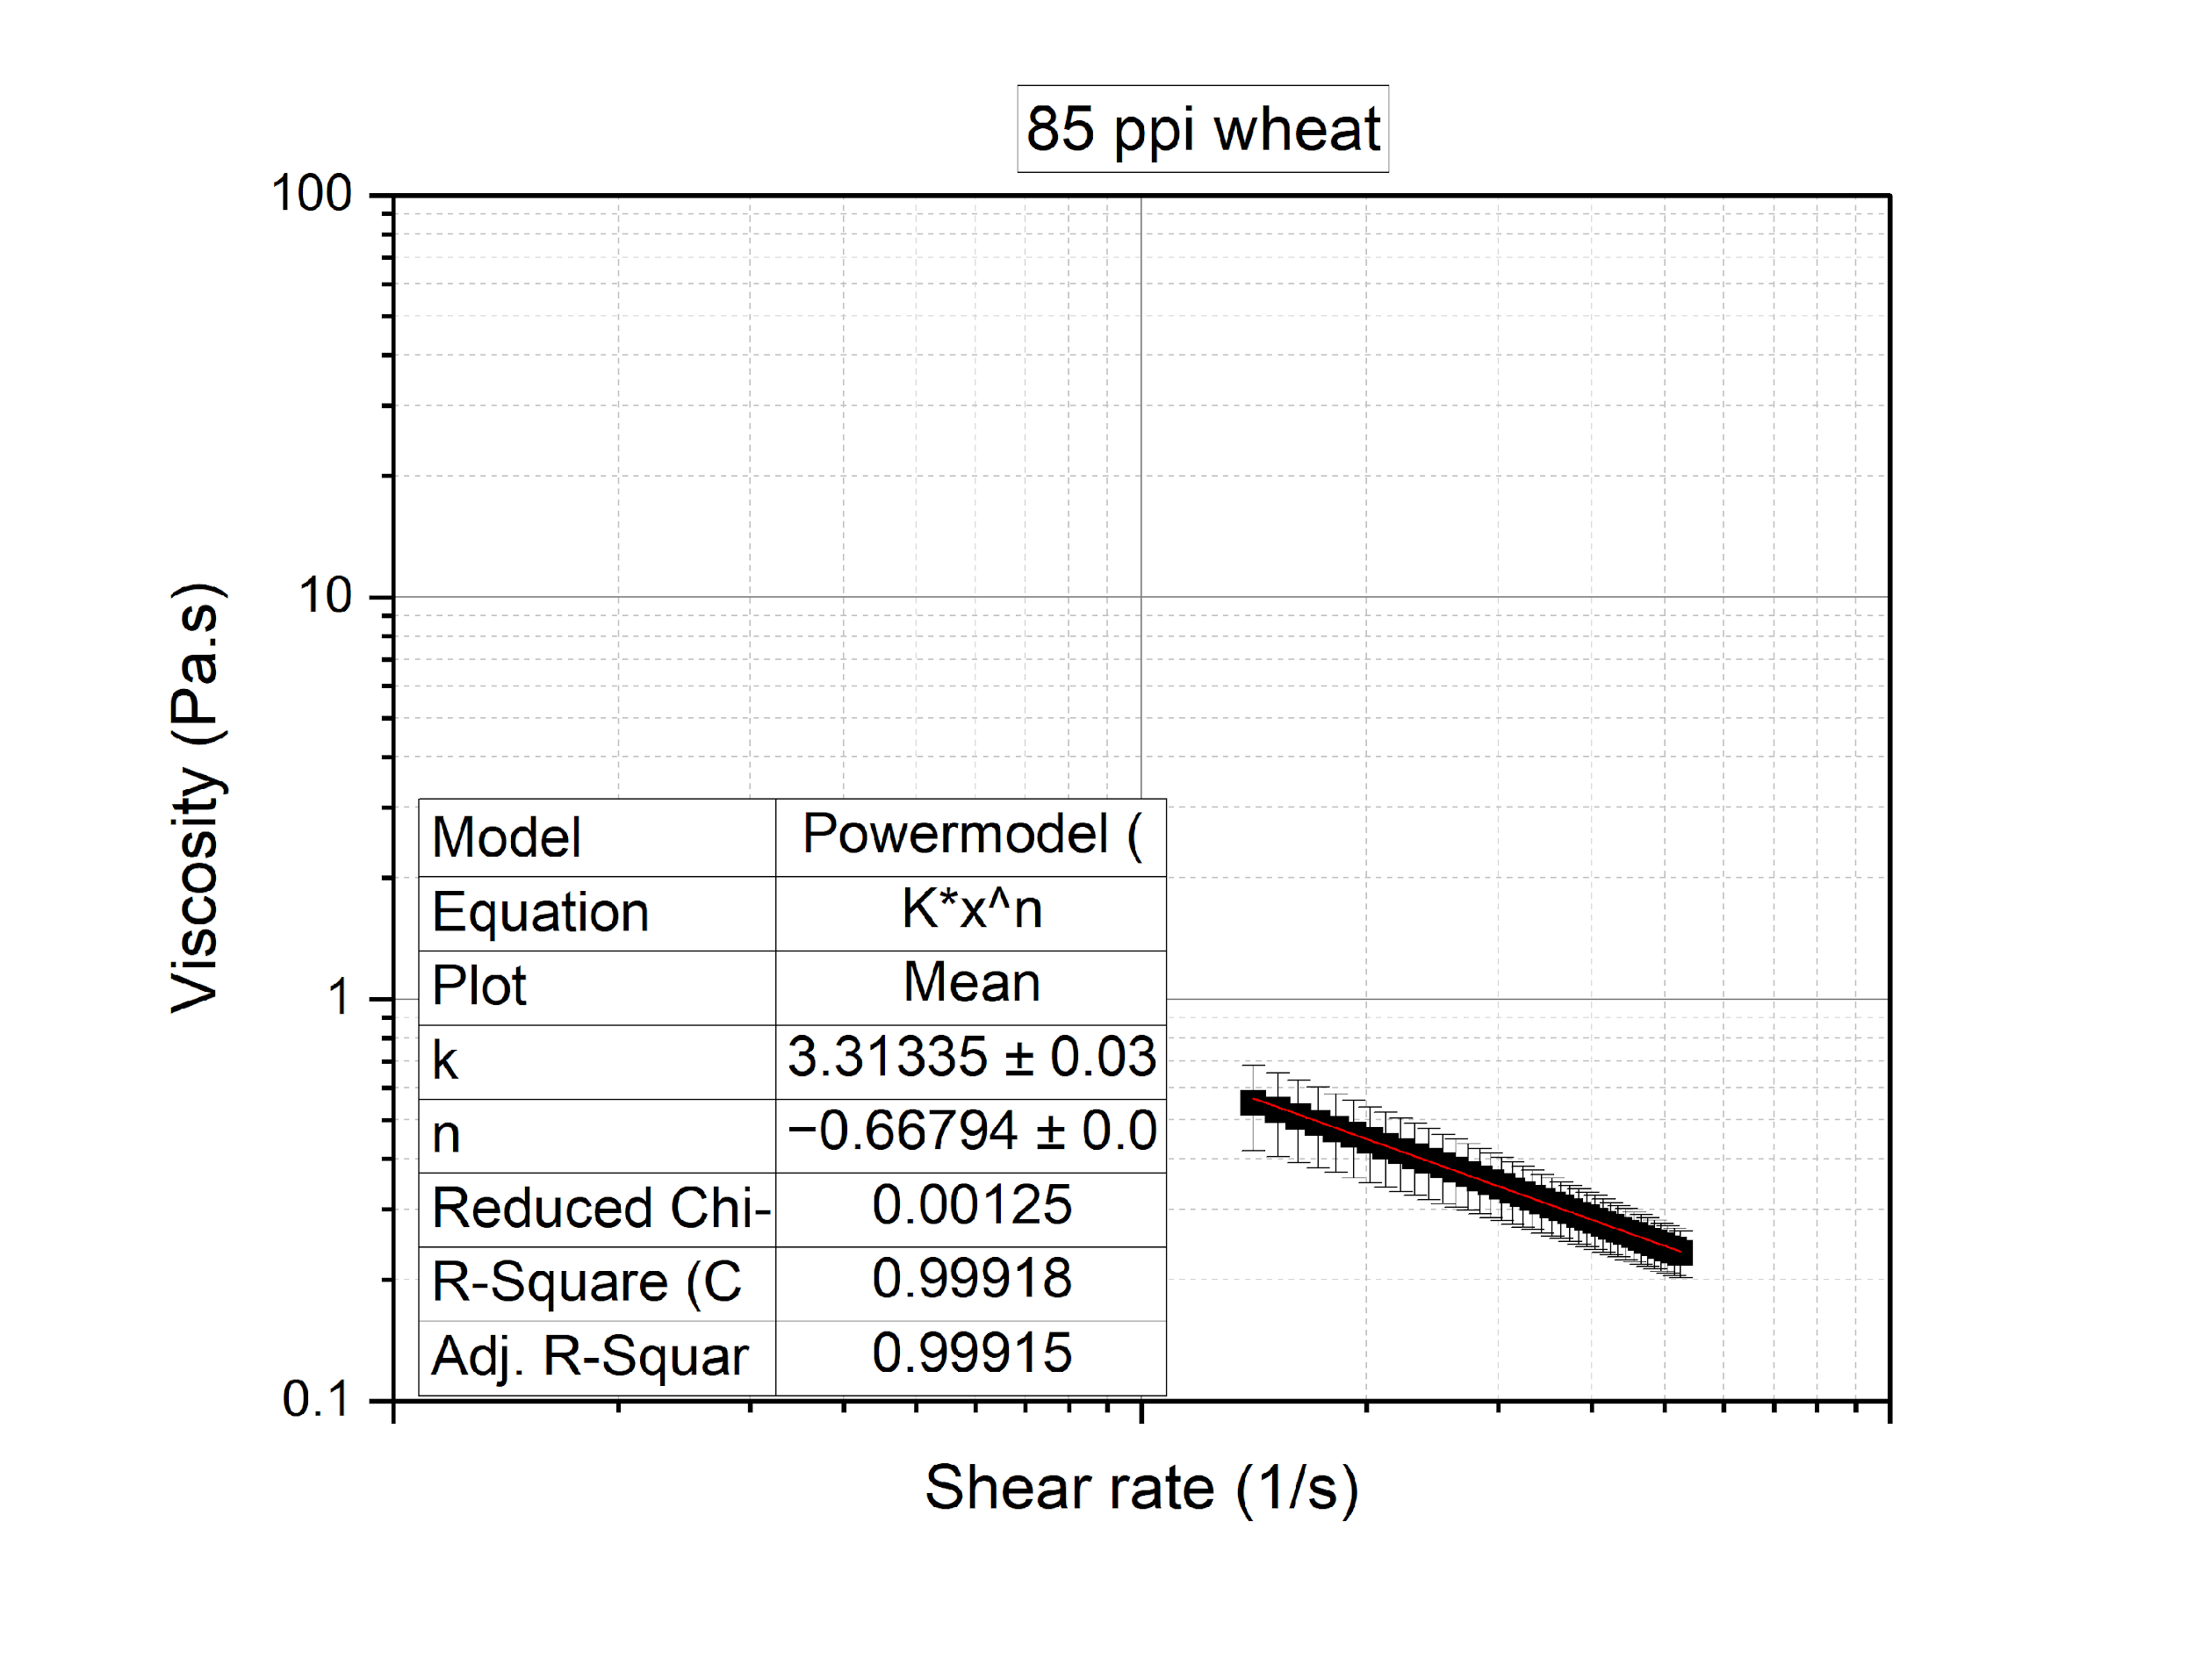 85 ppi wheat
100
10
1
0.1
Viscosity (Pa.s)
Model Powermodel (
Equation K*x^n
Plot Mean
k 3.31335 ± 0.03
n −0.66794 ± 0.0
Reduced Chi- 0.00125
R-Square (C 0.99918
Adj. R-Squar 0.99915
Shear rate (1/s)